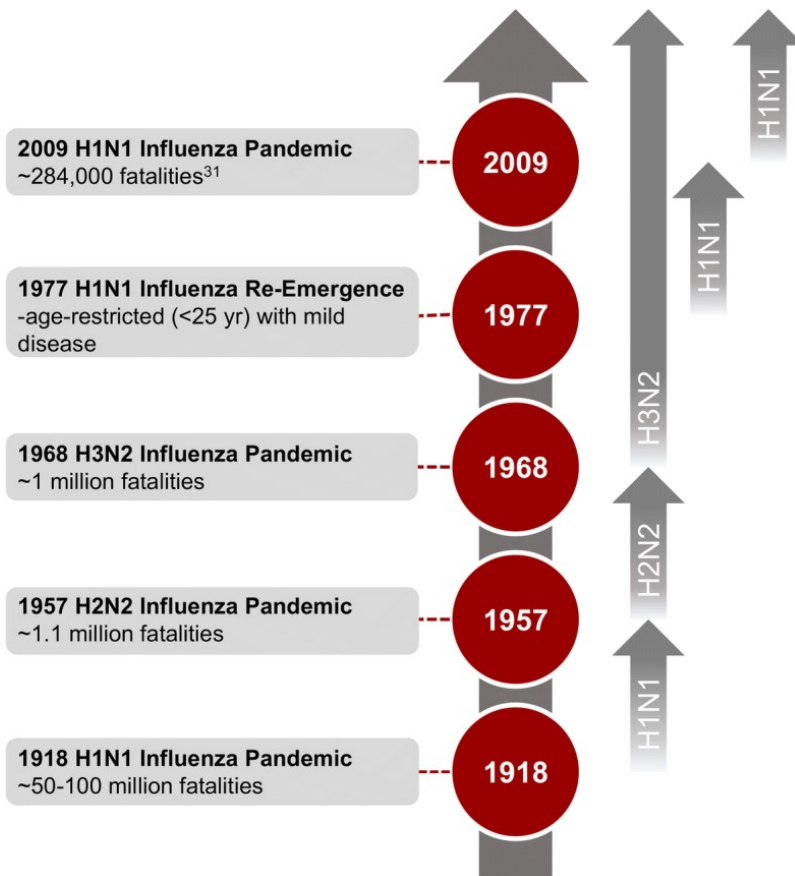 2009 H1N1 Influenza Pandemic
~284,000 fatalities³¹
2009
H1N1
H1N1
1977 H1N1 Influenza Re-Emergence
-age-restricted (<25 yr) with mild
disease
1977
H3N2
1968 H3N2 Influenza Pandemic
~1 million fatalities
1968
H2N2
1957 H2N2 Influenza Pandemic
~1.1 million fatalities
1957
H1N1
1918 H1N1 Influenza Pandemic
~50-100 million fatalities
1918